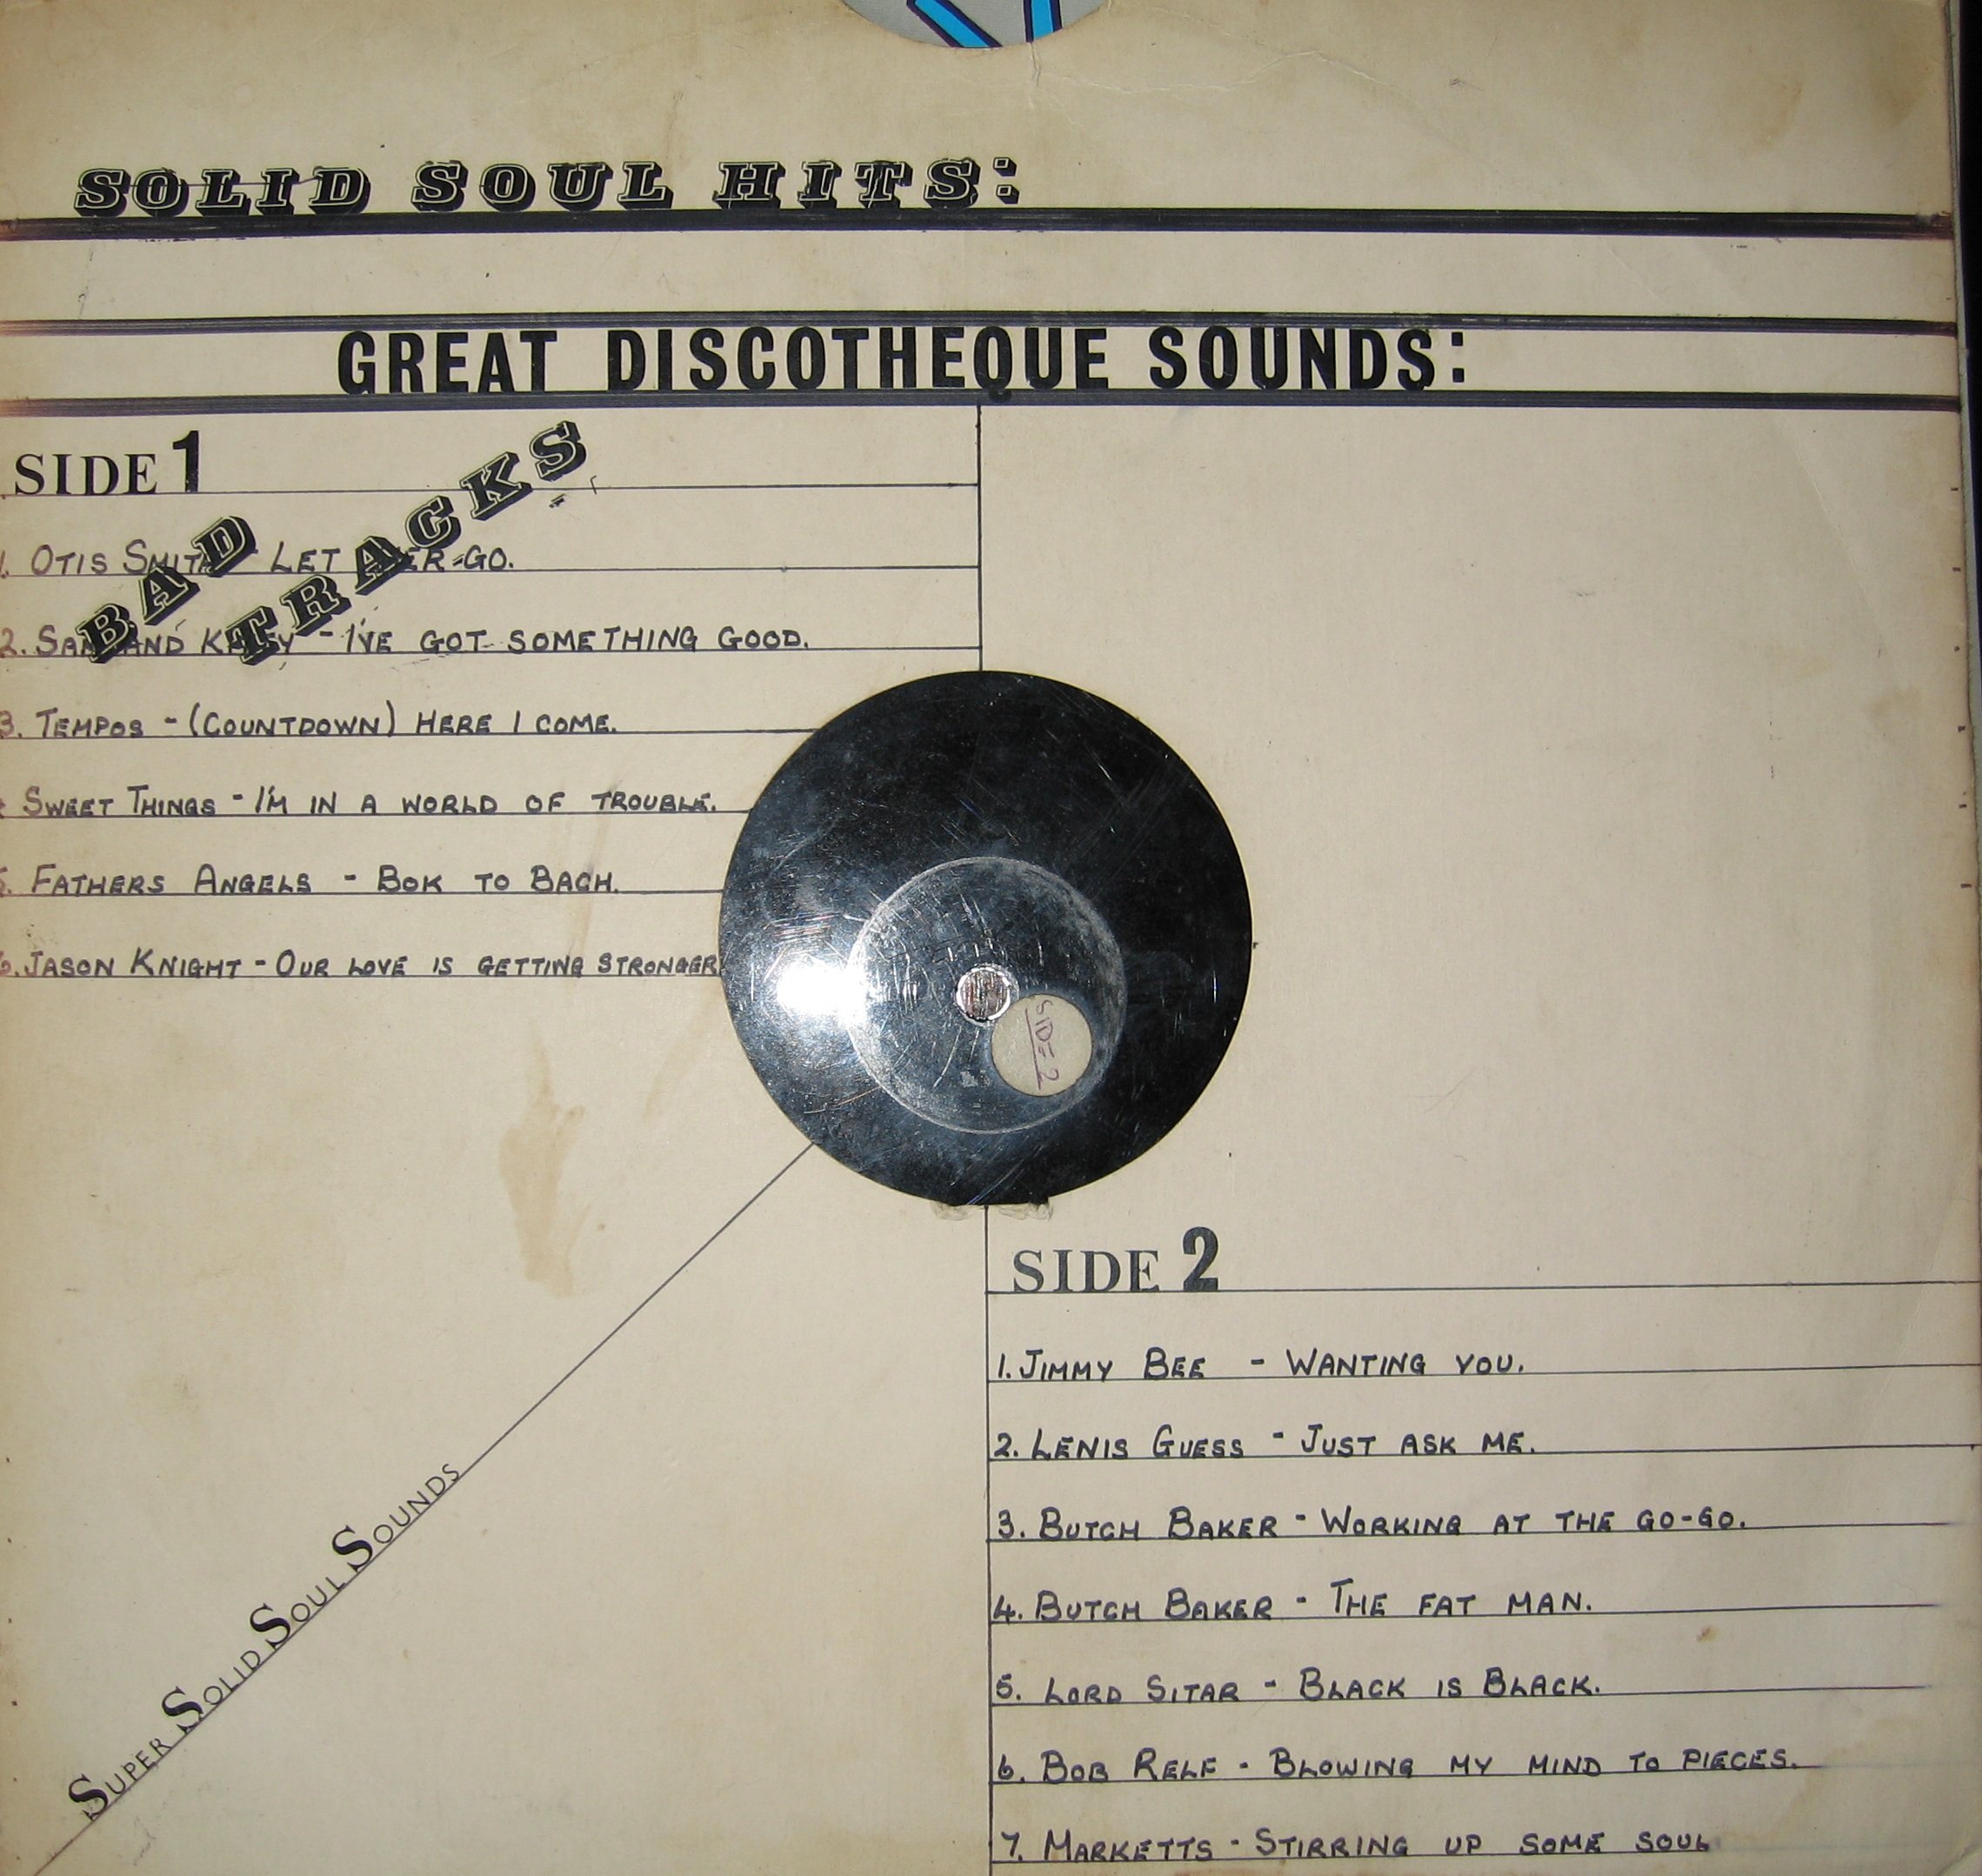 SOLID SOUL HITS:
GREAT DISCOTHEQUE SOUNDS:
SIDE 1
BAD TRACKS
1. OTIS SMITH - LET HER GO.
2. SAM AND KITTY - I'VE GOT SOMETHING GOOD.
3. TEMPOS - (COUNTDOWN) HERE I COME.
SWEET THINGS - I'M IN A WORLD OF TROUBLE.
5. FATHERS ANGELS - BOK TO BACH.
6. JASON KNIGHT - OUR LOVE IS GETTING STRONGER
SIDE 2
SIDE 2
1. JIMMY BEE - WANTING YOU.
2. LENIS GUESS - JUST ASK ME.
3. BUTCH BAKER - WORKING AT THE GO-GO.
4. BUTCH BAKER - THE FAT MAN.
5. LORD SITAR - BLACK IS BLACK.
6. BOB RELF - BLOWING MY MIND TO PIECES.
7. MARKETTS - STIRRING UP SOME SOUL
SUPER SOLID SOUL SOUNDS